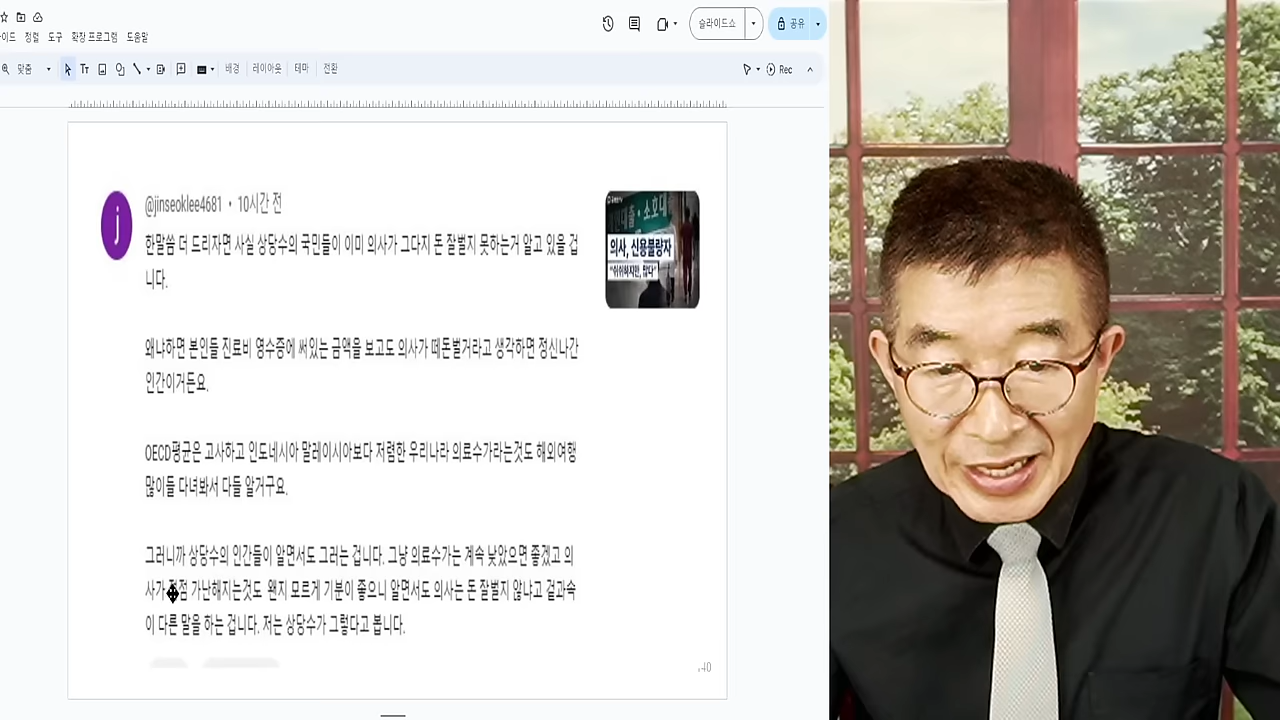 이드 정렬 도구 확장 프로그램 도움말
슬라이드쇼
공유
맞춤
Tr
배경 레이아웃 테마 전환
Rec
j
@jinseoklee4681 • 10시간 전
한말씀 더 드리자면 사실 상당수의 국민들이 이미 의사가 그다지 돈 잘벌지 못하는거 알고 있을 겁
니다.
왜냐하면 본인들 진료비 영수증에 써있는 금액을 보고도 의사가 떼돈벌거라고 생각하면 정신나간
인간이거든요.
OECD평균은 고사하고 인도네시아 말레이시아보다 저렴한 우리나라 의료수가라는것도 해외여행
많이들 다녀봐서 다들 알거구요.
그러니까 상당수의 인간들이 알면서도 그러는 겁니다. 그냥 의료수가는 계속 낮았으면 좋겠고 의
사가 점점 가난해지는것도 왠지 모르게 기분이 좋으니 알면서도 의사는 돈 잘벌지 않냐고 겉과속
이 다른 말을 하는 겁니다. 저는 상당수가 그렇다고 봅니다.
소호대
의사, 신용불량자
"쉬쉬하지만, 많다"
40